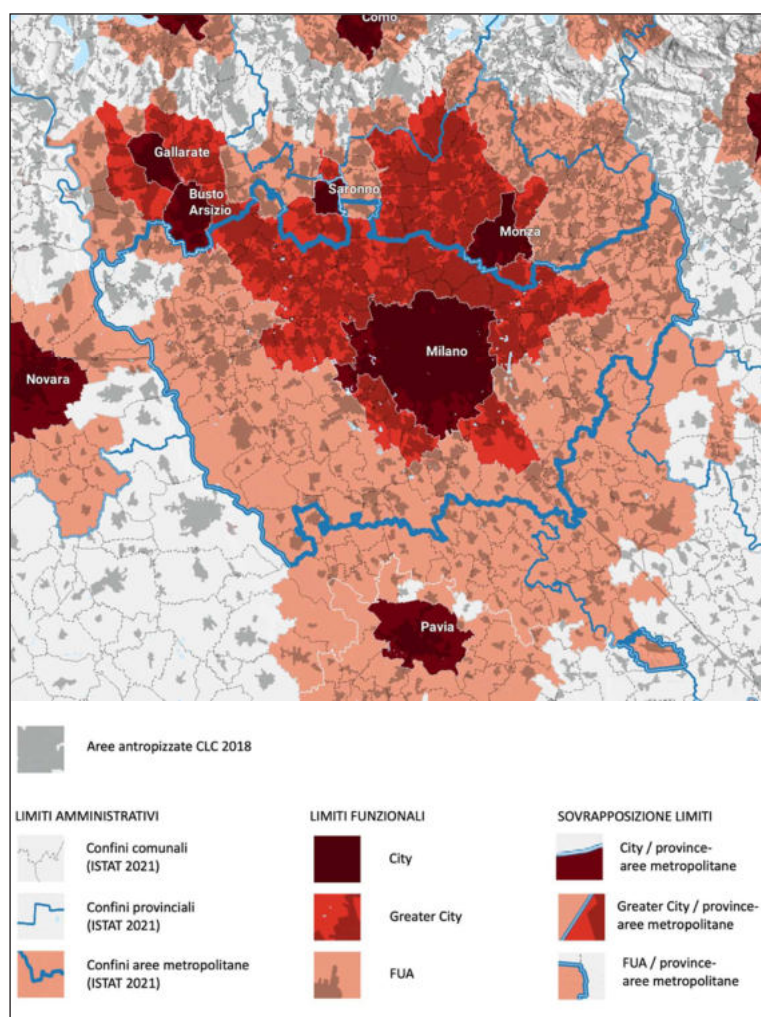 Como
Gallarate
Busto
Arsizio
Saronno
Monza
Novara
Milano
Pavia
Aree antropizzate CLC 2018
LIMITI AMMINISTRATIVI
Confini comunali
(ISTAT 2021)
Confini provinciali
(ISTAT 2021)
Confini aree metropolitane
(ISTAT 2021)
LIMITI FUNZIONALI
City
Greater City
FUA
SOVRAPPOSIZIONE LIMITI
City / province-
aree metropolitane
Greater City / province-
aree metropolitane
FUA / province-
aree metropolitane